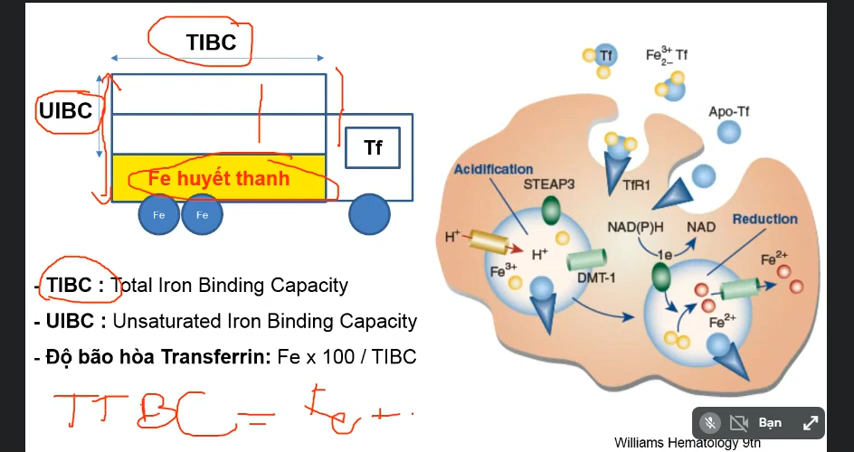 TIBC
UIBC
Tf
Fe huyết thanh
Fe Fe
- TIBC : Total Iron Binding Capacity
- UIBC : Unsaturated Iron Binding Capacity
- Độ bão hòa Transferrin: Fe x 100 / TIBC
TIBC = Fe +
Tf
Fe³⁺₂– Tf
Apo-Tf
Acidification
STEAP3
TfR1
NAD(P)H NAD
Reduction
H⁺
H⁺
1e
Fe²⁺
Fe³⁺
DMT-1
Fe²⁺
Bạn
Williams Hematology 9th